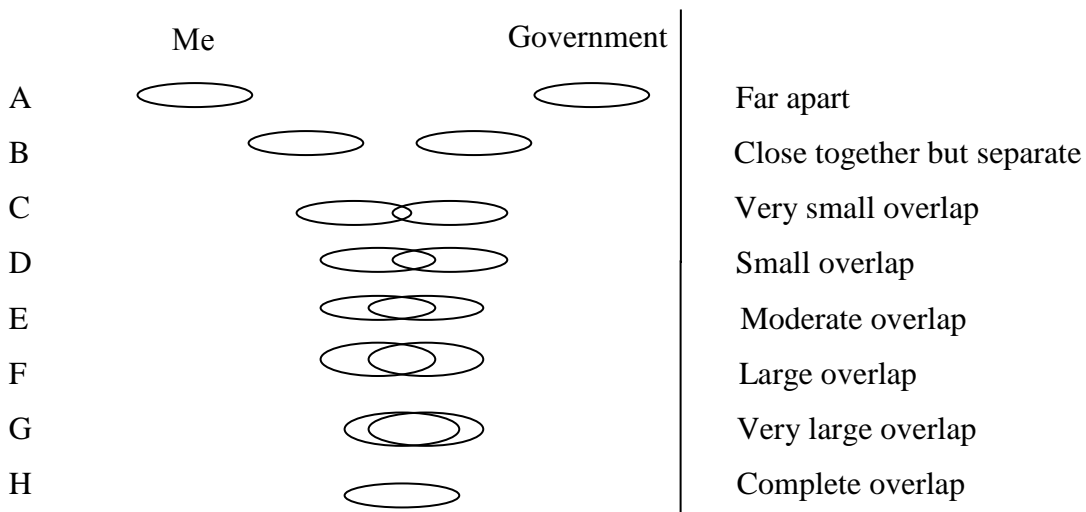 Me Government
A Far apart
B Close together but separate
C Very small overlap
D Small overlap
E Moderate overlap
F Large overlap
G Very large overlap
H Complete overlap